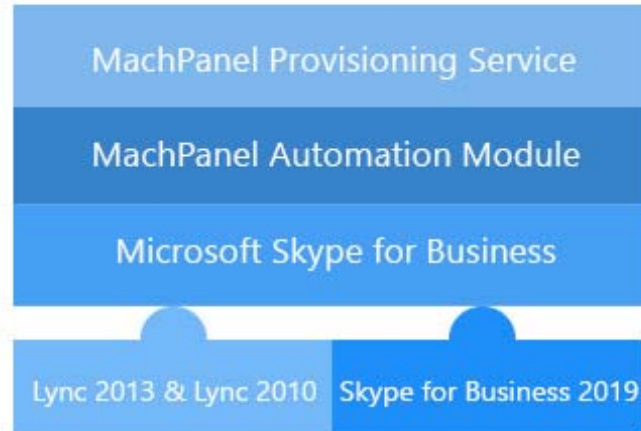 MachPanel Provisioning Service
MachPanel Automation Module
Microsoft Skype for Business
Lync 2013 & Lync 2010
Skype for Business 2019